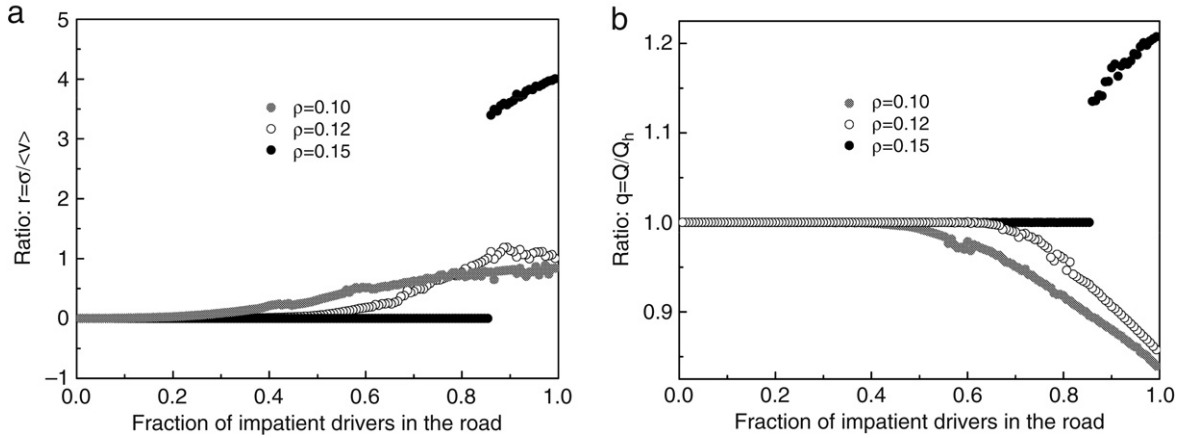 a
5
4
3
2
1
0
−1
Ratio: r=σ/<v>
ρ=0.10
ρ=0.12
ρ=0.15
0.0 0.2 0.4 0.6 0.8 1.0
Fraction of impatient drivers in the road
b
1.2
1.1
1.0
0.9
Ratio: q=Q/Q_h
ρ=0.10
ρ=0.12
ρ=0.15
0.0 0.2 0.4 0.6 0.8 1.0
Fraction of impatient drivers in the road